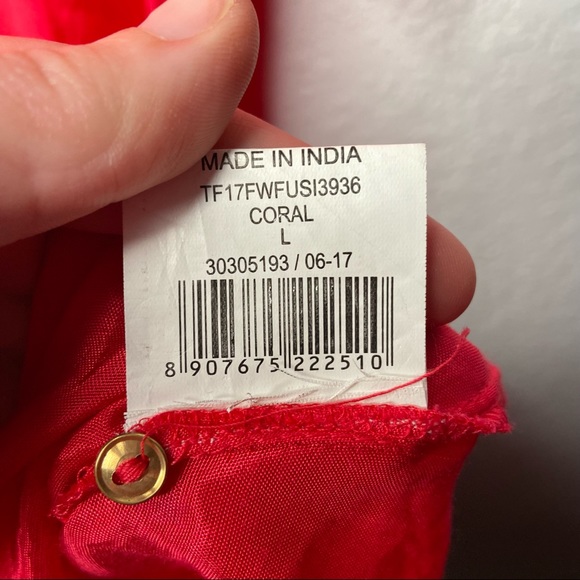 MADE IN INDIA
TF17FWFUSI3936
CORAL
L
30305193 / 06-17
8 907675 222510